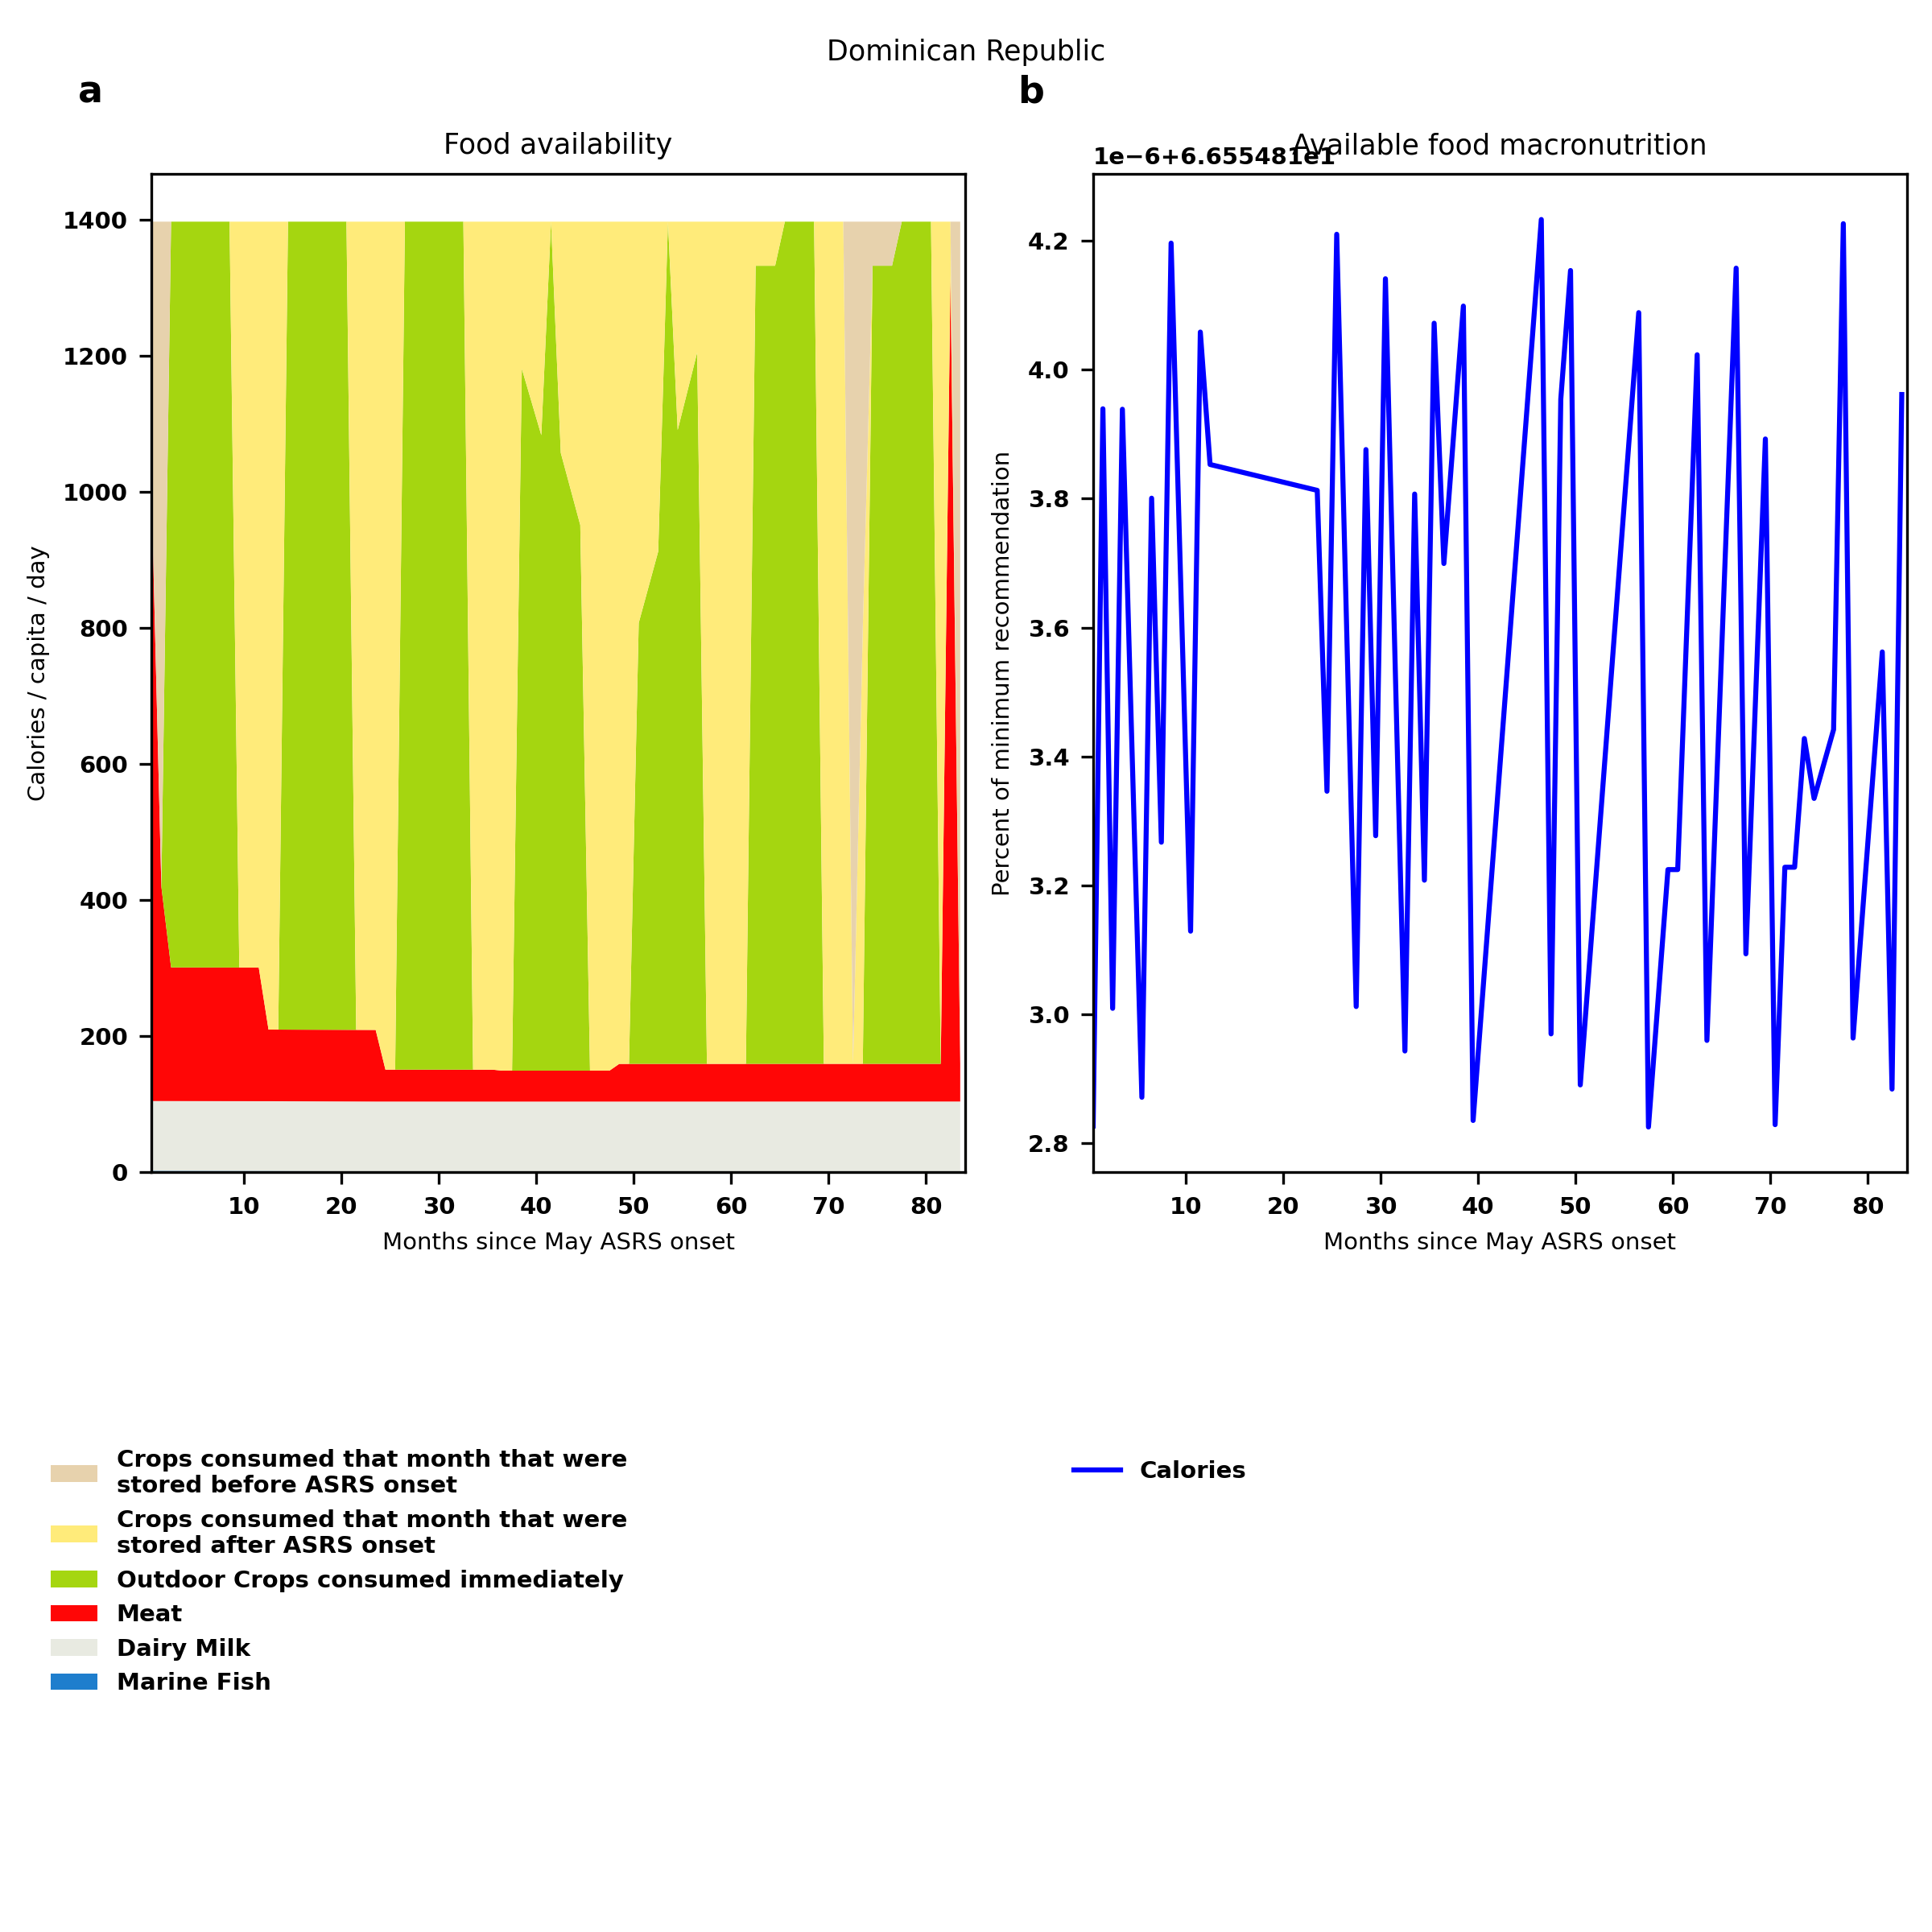 Dominican Republic
a
Food availability
1400
1200
1000
800
600
400
200
0
Calories / capita / day
10 20 30 40 50 60 70 80
Months since May ASRS onset
b
Available food macronutrition
1e−6+6.655481e1
4.2
4.0
3.8
3.6
3.4
3.2
3.0
2.8
Percent of minimum recommendation
10 20 30 40 50 60 70 80
Months since May ASRS onset
Crops consumed that month that were
stored before ASRS onset
Crops consumed that month that were
stored after ASRS onset
Outdoor Crops consumed immediately
Meat
Dairy Milk
Marine Fish
Calories